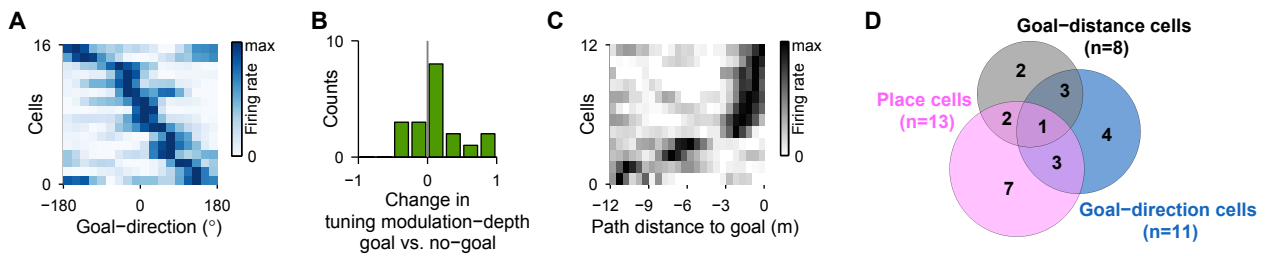 A
16
Cells
0
−180
0
180
Goal−direction (°)
max
Firing rate
0
B
10
Counts
0
−1
0
1
Change in
tuning modulation−depth
goal vs. no−goal
C
12
Cells
0
−12
−9
−6
−3
0
Path distance to goal (m)
max
Firing rate
0
D
Goal−distance cells
(n=8)
Place cells
(n=13)
2
3
2
1
4
3
7
Goal−direction cells
(n=11)